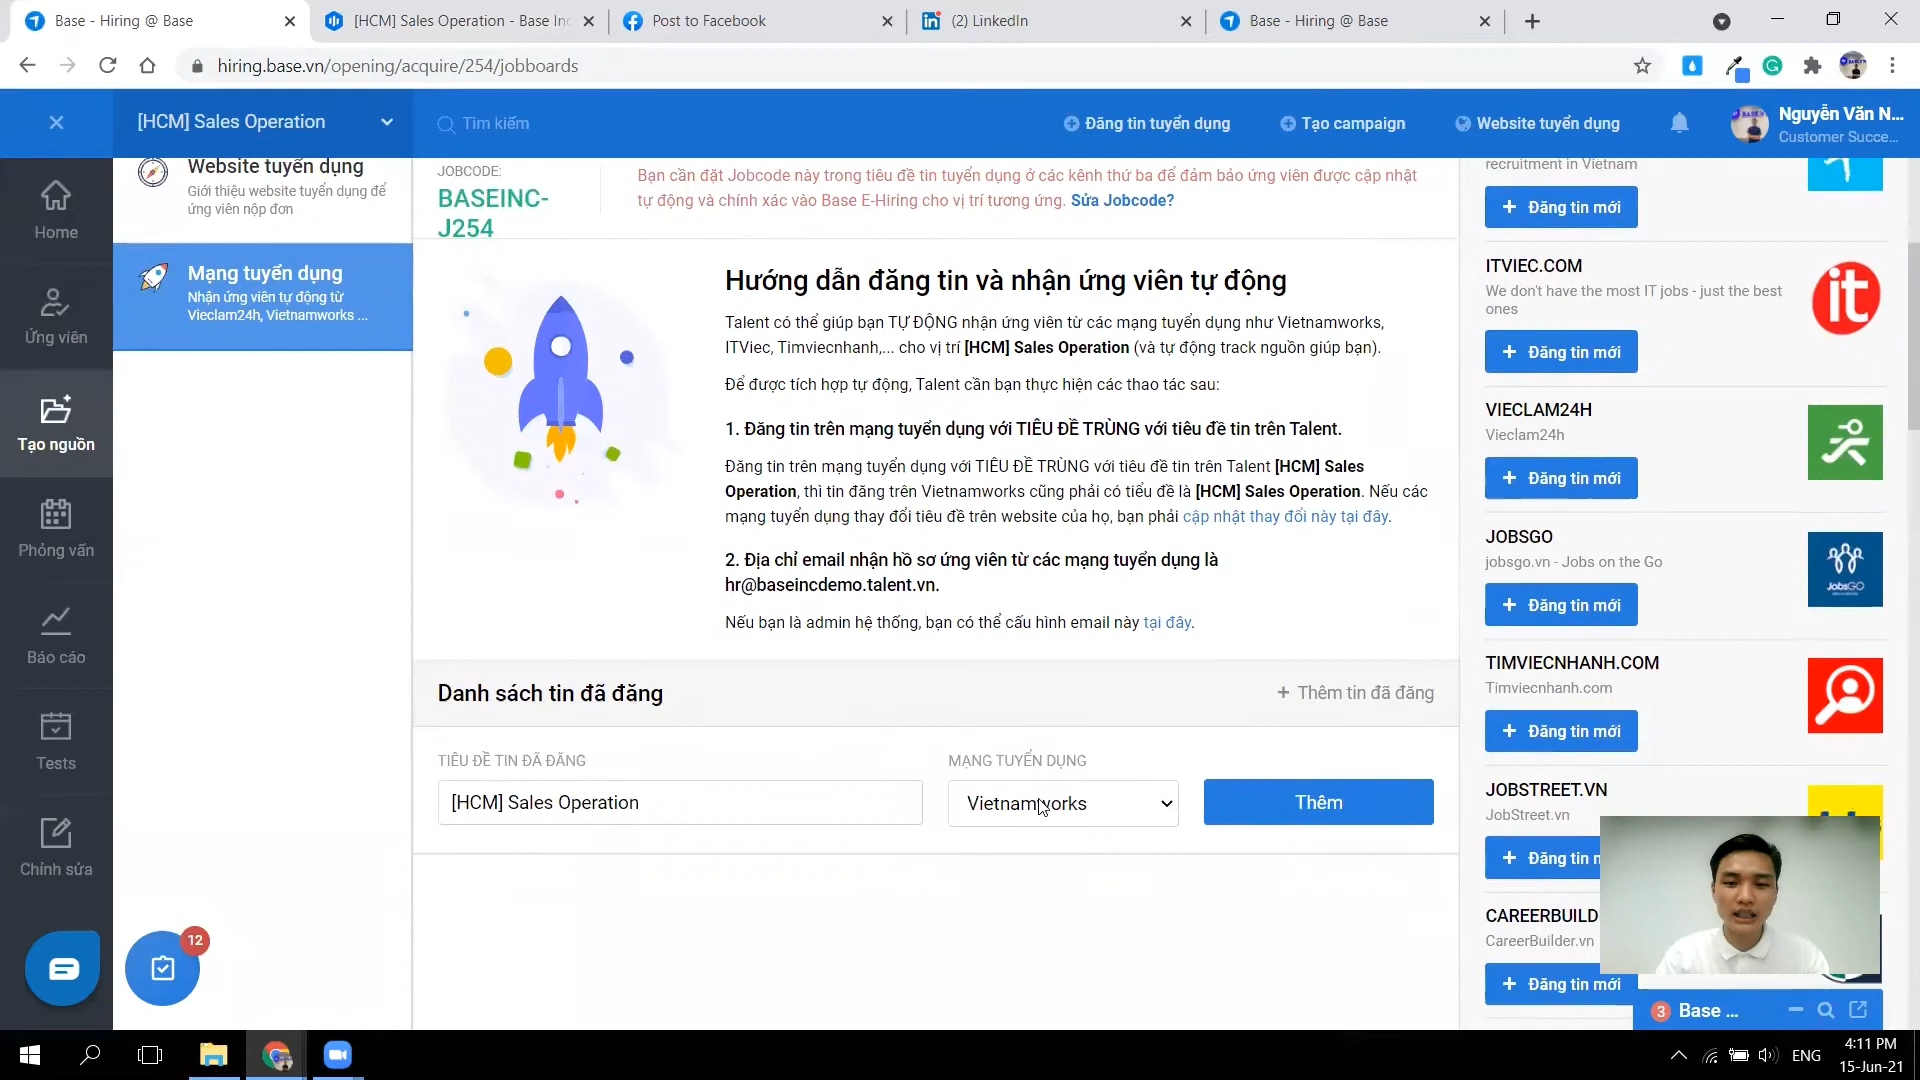 Base - Hiring @ Base
[HCM] Sales Operation - Base Inc
Post to Facebook
(2) LinkedIn
Base - Hiring @ Base
hiring.base.vn/opening/acquire/254/jobboards
[HCM] Sales Operation
Tìm kiếm
Đăng tin tuyển dụng
Tạo campaign
Website tuyển dụng
Nguyễn Văn N...
Customer Succe...
Home
Ứng viên
Tạo nguồn
Phỏng vấn
Báo cáo
Tests
Chỉnh sửa
Website tuyển dụng
Giới thiệu website tuyển dụng để
ứng viên nộp đơn
Mạng tuyển dụng
Nhận ứng viên tự động từ
Vieclam24h, Vietnamworks ...
12
JOBCODE:
BASEINC-
J254
Bạn cần đặt Jobcode này trong tiêu đề tin tuyển dụng ở các kênh thứ ba để đảm bảo ứng viên được cập nhật
tự động và chính xác vào Base E-Hiring cho vị trí tương ứng. Sửa Jobcode?
Hướng dẫn đăng tin và nhận ứng viên tự động
Talent có thể giúp bạn TỰ ĐỘNG nhận ứng viên từ các mạng tuyển dụng như Vietnamworks,
ITViec, Timviecnhanh,... cho vị trí [HCM] Sales Operation (và tự động track nguồn giúp bạn).
Để được tích hợp tự động, Talent cần bạn thực hiện các thao tác sau:
1. Đăng tin trên mạng tuyển dụng với TIÊU ĐỀ TRÙNG với tiêu đề tin trên Talent.
Đăng tin trên mạng tuyển dụng với TIÊU ĐỀ TRÙNG với tiêu đề tin trên Talent [HCM] Sales
Operation, thì tin đăng trên Vietnamworks cũng phải có tiểu đề là [HCM] Sales Operation. Nếu các
mạng tuyển dụng thay đổi tiêu đề trên website của họ, bạn phải cập nhật thay đổi này tại đây.
2. Địa chỉ email nhận hồ sơ ứng viên từ các mạng tuyển dụng là
hr@baseincdemo.talent.vn.
Nếu bạn là admin hệ thống, bạn có thể cấu hình email này tại đây.
Danh sách tin đã đăng
+ Thêm tin đã đăng
TIÊU ĐỀ TIN ĐÃ ĐĂNG
MẠNG TUYỂN DỤNG
[HCM] Sales Operation
Vietnamworks
Thêm
recruitment in Vietnam
+ Đăng tin mới
ITVIEC.COM
We don't have the most IT jobs - just the best
ones
it
+ Đăng tin mới
VIECLAM24H
Vieclam24h
+ Đăng tin mới
JOBSGO
jobsgo.vn - Jobs on the Go
JobsGO
+ Đăng tin mới
TIMVIECNHANH.COM
Timviecnhanh.com
+ Đăng tin mới
JOBSTREET.VN
JobStreet.vn
+ Đăng tin
CAREERBUILD
CareerBuilder.vn
+ Đăng tin mới
3 Base ...
ENG
4:11 PM
15-Jun-21